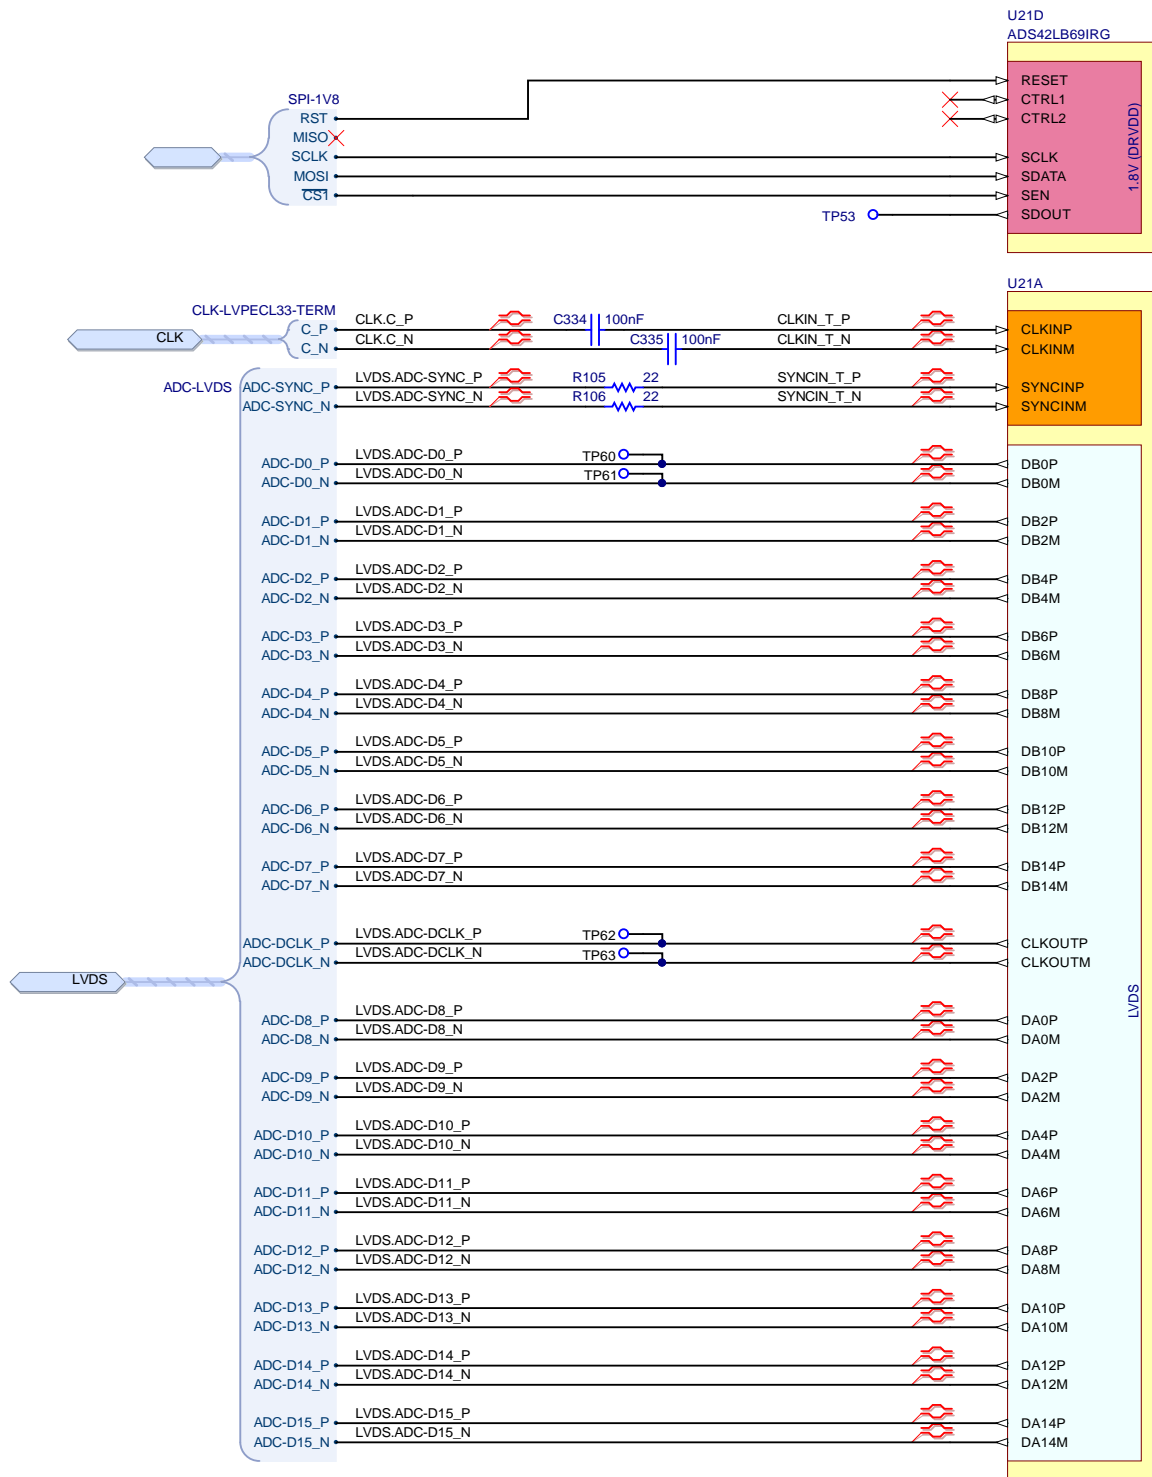 U21D
ADS42LB69IRG
SPI-1V8
RST
MISO
SCLK
MOSI
CS1
RESET
CTRL1
CTRL2
SCLK
SDATA
SEN
SDOUT
1.8V (DRVDD)
TP53
U21A
CLK-LVPECL33-TERM
CLK
C_P CLK.C_P C334 100nF CLKIN_T_P CLKINP
C_N CLK.C_N C335 100nF CLKIN_T_N CLKINM
ADC-LVDS
ADC-SYNC_P LVDS.ADC-SYNC_P R105 22 SYNCIN_T_P SYNCINP
ADC-SYNC_N LVDS.ADC-SYNC_N R106 22 SYNCIN_T_N SYNCINM
ADC-D0_P LVDS.ADC-D0_P TP60 DB0P
ADC-D0_N LVDS.ADC-D0_N TP61 DB0M
ADC-D1_P LVDS.ADC-D1_P DB2P
ADC-D1_N LVDS.ADC-D1_N DB2M
ADC-D2_P LVDS.ADC-D2_P DB4P
ADC-D2_N LVDS.ADC-D2_N DB4M
ADC-D3_P LVDS.ADC-D3_P DB6P
ADC-D3_N LVDS.ADC-D3_N DB6M
ADC-D4_P LVDS.ADC-D4_P DB8P
ADC-D4_N LVDS.ADC-D4_N DB8M
ADC-D5_P LVDS.ADC-D5_P DB10P
ADC-D5_N LVDS.ADC-D5_N DB10M
ADC-D6_P LVDS.ADC-D6_P DB12P
ADC-D6_N LVDS.ADC-D6_N DB12M
ADC-D7_P LVDS.ADC-D7_P DB14P
ADC-D7_N LVDS.ADC-D7_N DB14M
ADC-DCLK_P LVDS.ADC-DCLK_P TP62 CLKOUTP
ADC-DCLK_N LVDS.ADC-DCLK_N TP63 CLKOUTM
LVDS
LVDS
ADC-D8_P LVDS.ADC-D8_P DA0P
ADC-D8_N LVDS.ADC-D8_N DA0M
ADC-D9_P LVDS.ADC-D9_P DA2P
ADC-D9_N LVDS.ADC-D9_N DA2M
ADC-D10_P LVDS.ADC-D10_P DA4P
ADC-D10_N LVDS.ADC-D10_N DA4M
ADC-D11_P LVDS.ADC-D11_P DA6P
ADC-D11_N LVDS.ADC-D11_N DA6M
ADC-D12_P LVDS.ADC-D12_P DA8P
ADC-D12_N LVDS.ADC-D12_N DA8M
ADC-D13_P LVDS.ADC-D13_P DA10P
ADC-D13_N LVDS.ADC-D13_N DA10M
ADC-D14_P LVDS.ADC-D14_P DA12P
ADC-D14_N LVDS.ADC-D14_N DA12M
ADC-D15_P LVDS.ADC-D15_P DA14P
ADC-D15_N LVDS.ADC-D15_N DA14M